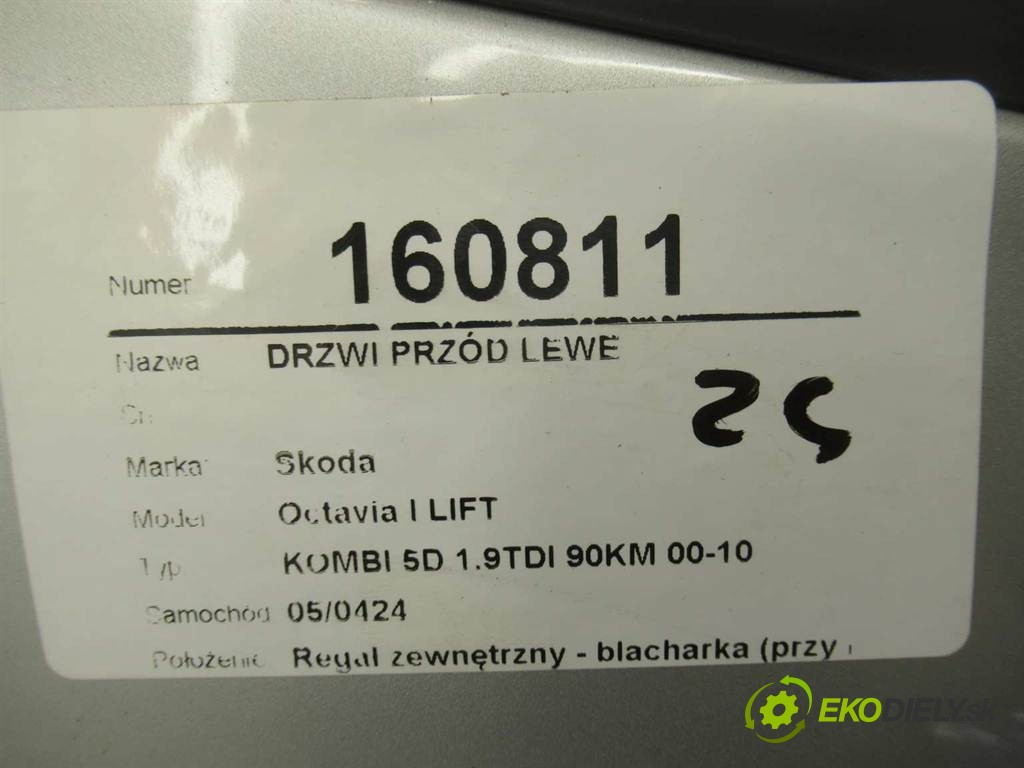 Numer 160811
Nazwa DRZWI PRZÓD LEWE
Marka Skoda
Model Octavia I LIFT
Typ KOMBI 5D 1.9TDI 90KM 00-10
Samochód 05/0424
Położenie Regał zewnętrzny - blacharka (przy
EKODIELY.sk